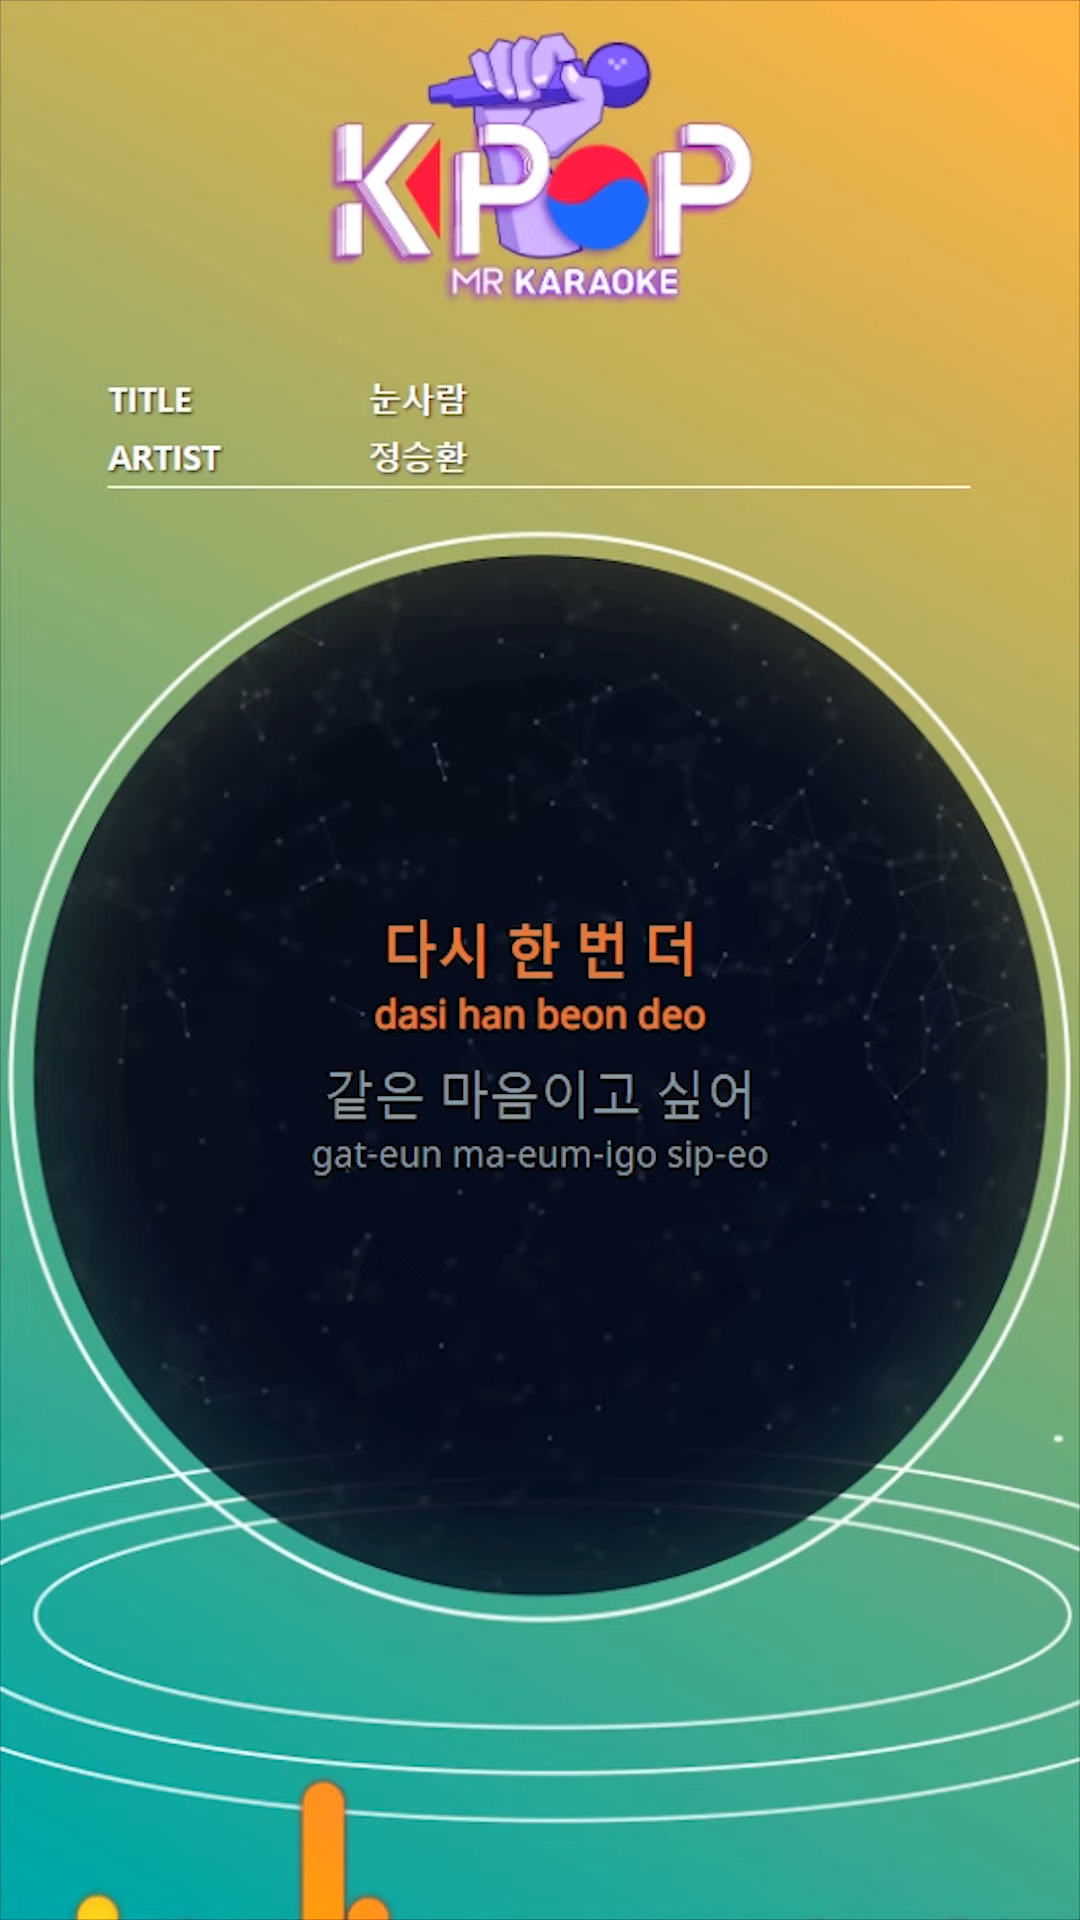 KPOP
MR KARAOKE
TITLE 눈사람
ARTIST 정승환
다시 한 번 더
dasi han beon deo
같은 마음이고 싶어
gat-eun ma-eum-igo sip-eo